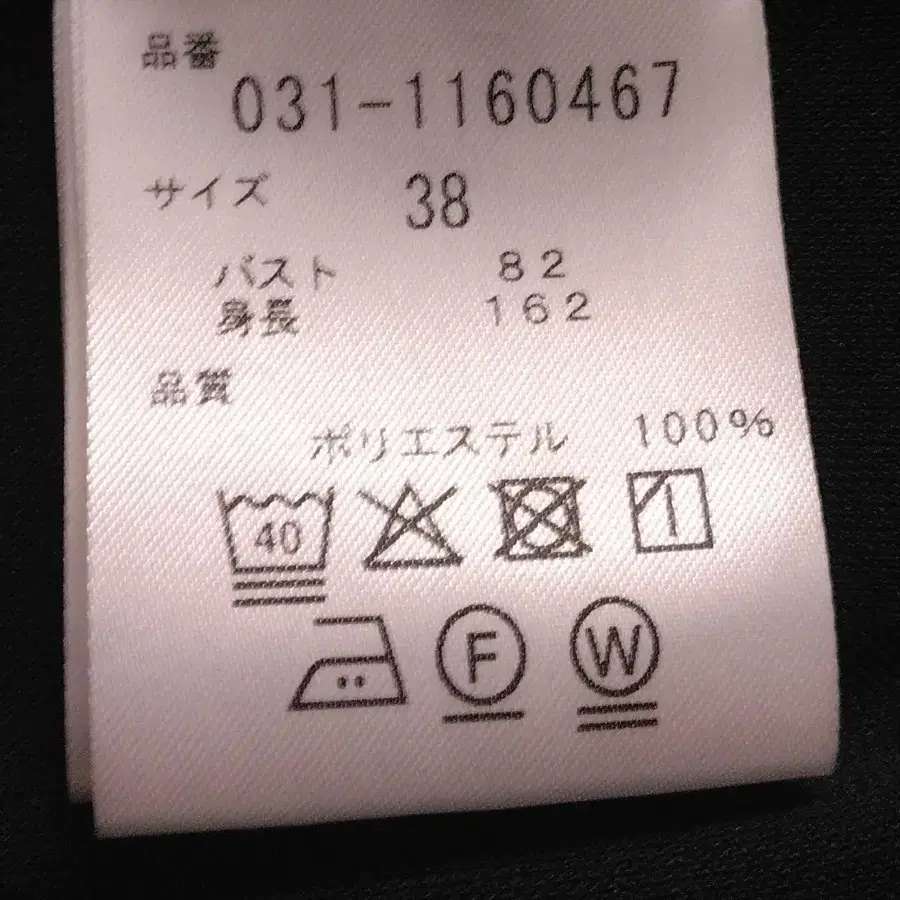 品番
031-1160467
サイズ 38
バスト 82
身長 162
品質
ポリエステル 100%
40
F W